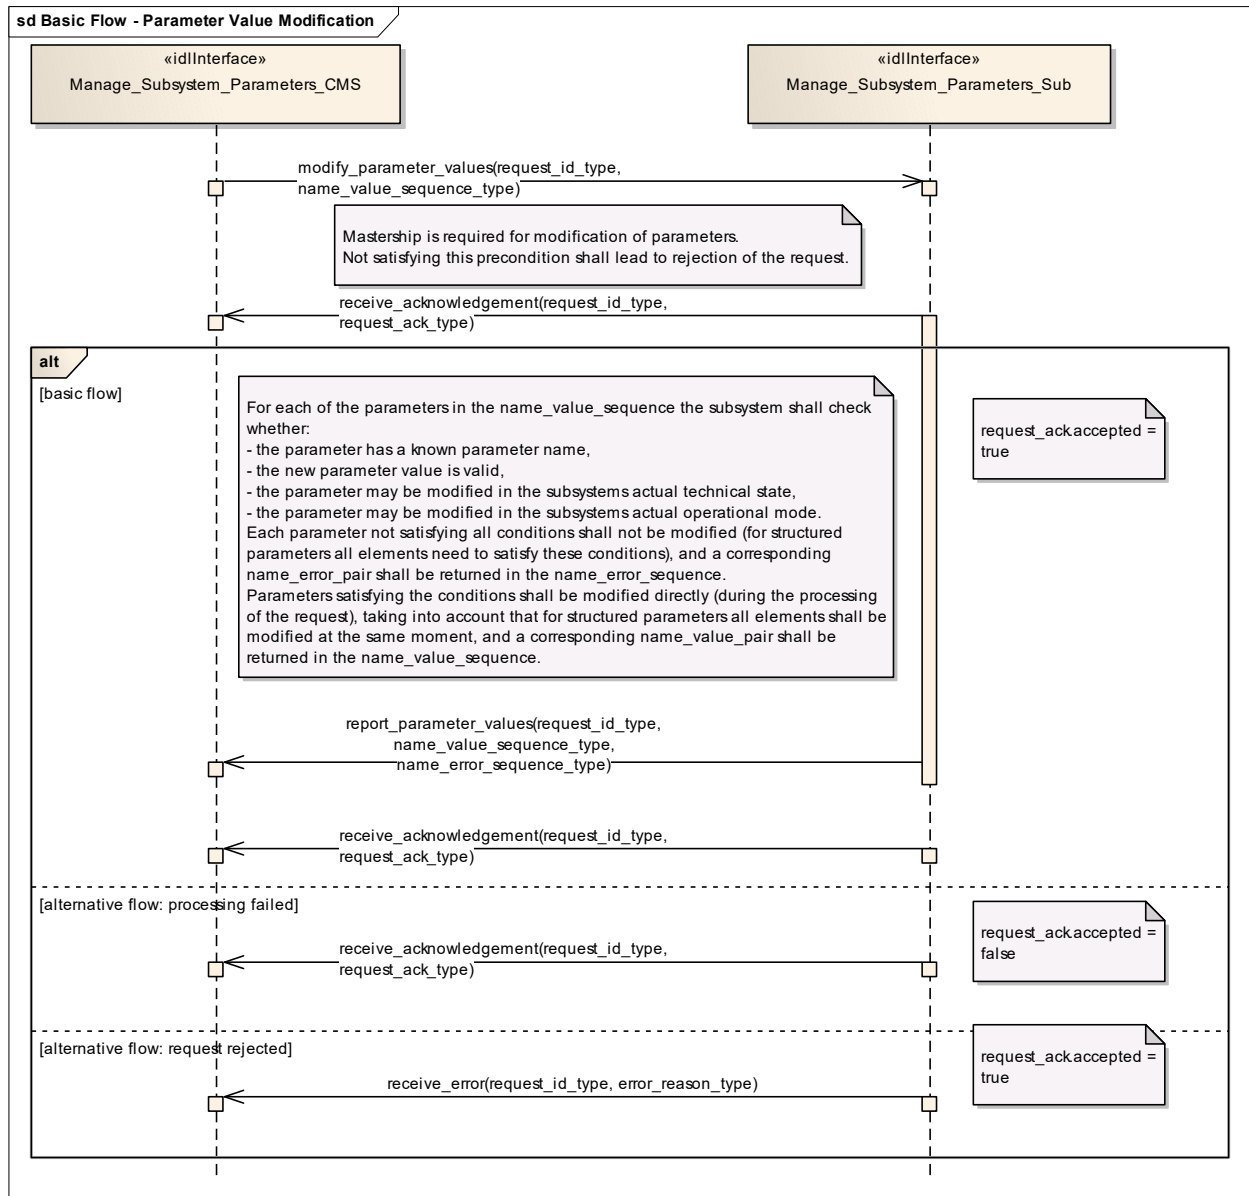 sd Basic Flow - Parameter Value Modification
«idlInterface»
Manage_Subsystem_Parameters_CMS
«idlInterface»
Manage_Subsystem_Parameters_Sub
modify_parameter_values(request_id_type,
name_value_sequence_type)
Mastership is required for modification of parameters.
Not satisfying this precondition shall lead to rejection of the request.
receive_acknowledgement(request_id_type,
request_ack_type)
alt
[basic flow]
For each of the parameters in the name_value_sequence the subsystem shall check
whether:
- the parameter has a known parameter name,
- the new parameter value is valid,
- the parameter may be modified in the subsystems actual technical state,
- the parameter may be modified in the subsystems actual operational mode.
Each parameter not satisfying all conditions shall not be modified (for structured
parameters all elements need to satisfy these conditions), and a corresponding
name_error_pair shall be returned in the name_error_sequence.
Parameters satisfying the conditions shall be modified directly (during the processing
of the request), taking into account that for structured parameters all elements shall be
modified at the same moment, and a corresponding name_value_pair shall be
returned in the name_value_sequence.
request_ack.accepted =
true
report_parameter_values(request_id_type,
name_value_sequence_type,
name_error_sequence_type)
receive_acknowledgement(request_id_type,
request_ack_type)
[alternative flow: processing failed]
receive_acknowledgement(request_id_type,
request_ack_type)
request_ack.accepted =
false
[alternative flow: request rejected]
receive_error(request_id_type, error_reason_type)
request_ack.accepted =
true